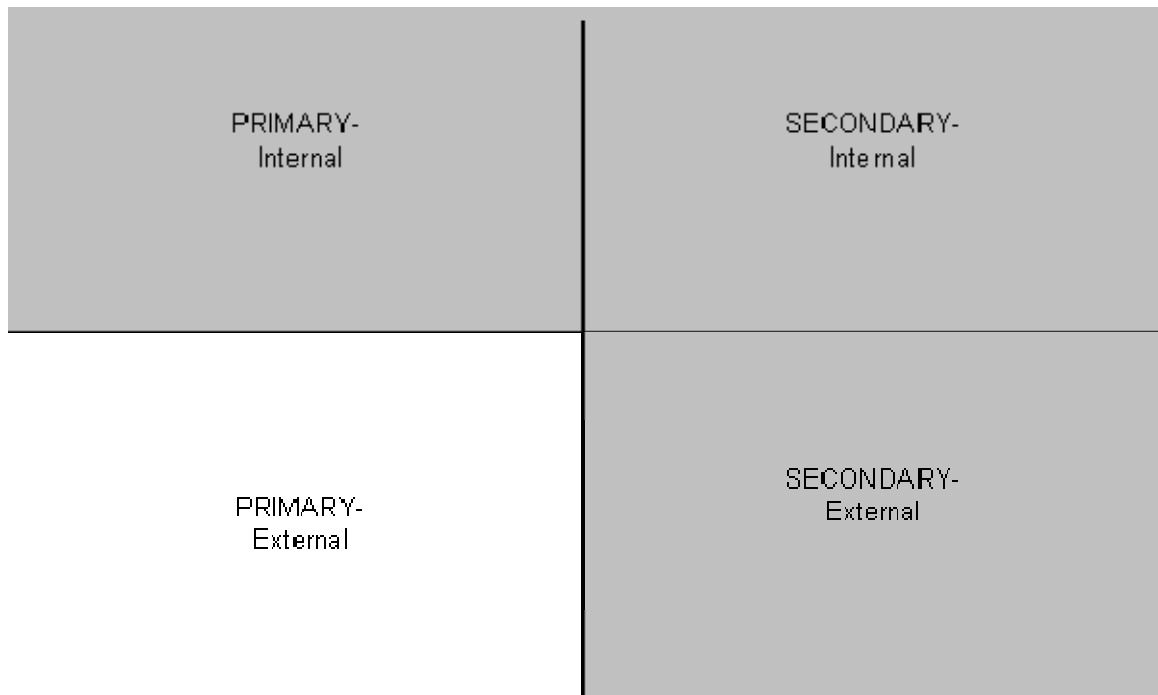 PRIMARY-
Internal
SECONDARY-
Internal
PRIMARY-
External
SECONDARY-
External